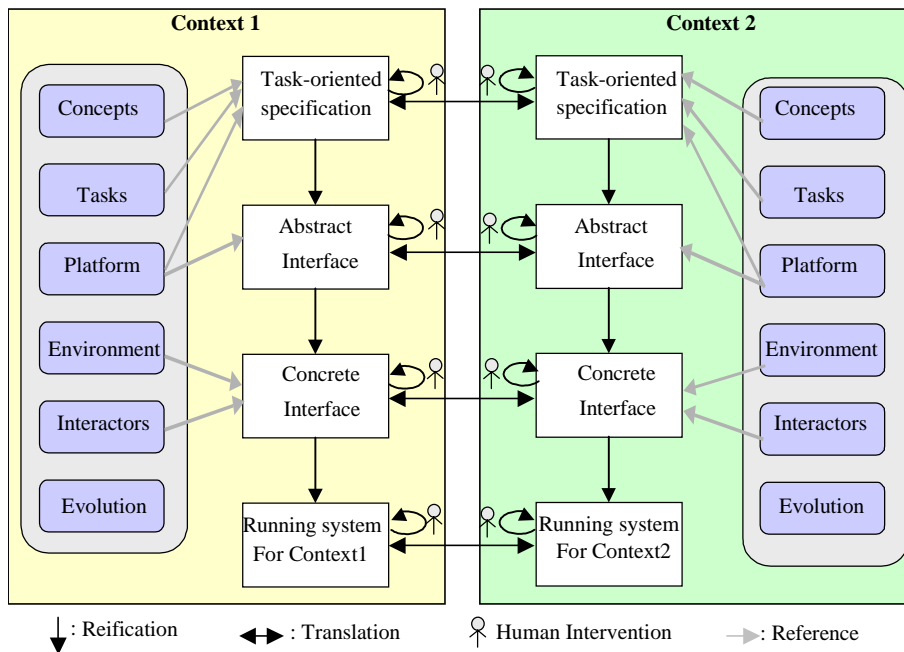 Context 1
Context 2
Concepts
Tasks
Platform
Environment
Interactors
Evolution
Task-oriented
specification
Abstract
Interface
Concrete
Interface
Running system
For Context1
Task-oriented
specification
Abstract
Interface
Concrete
Interface
Running system
For Context2
Concepts
Tasks
Platform
Environment
Interactors
Evolution
: Reification
: Translation
Human Intervention
: Reference